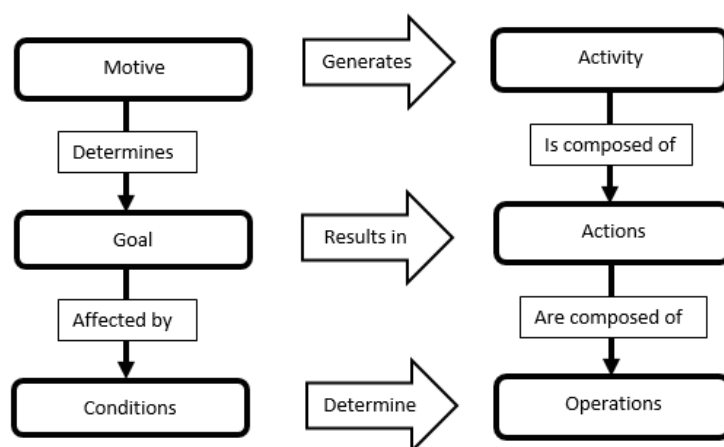 Motive
Generates
Activity
Determines
Is composed of
Goal
Results in
Actions
Affected by
Are composed of
Conditions
Determine
Operations